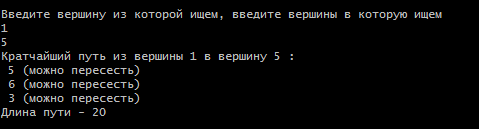 Введите вершину из которой ищем, введите вершины в которую ищем
1
5
Кратчайший путь из вершины 1 в вершину 5 :
5 (можно пересесть)
6 (можно пересесть)
3 (можно пересесть)
Длина пути - 20